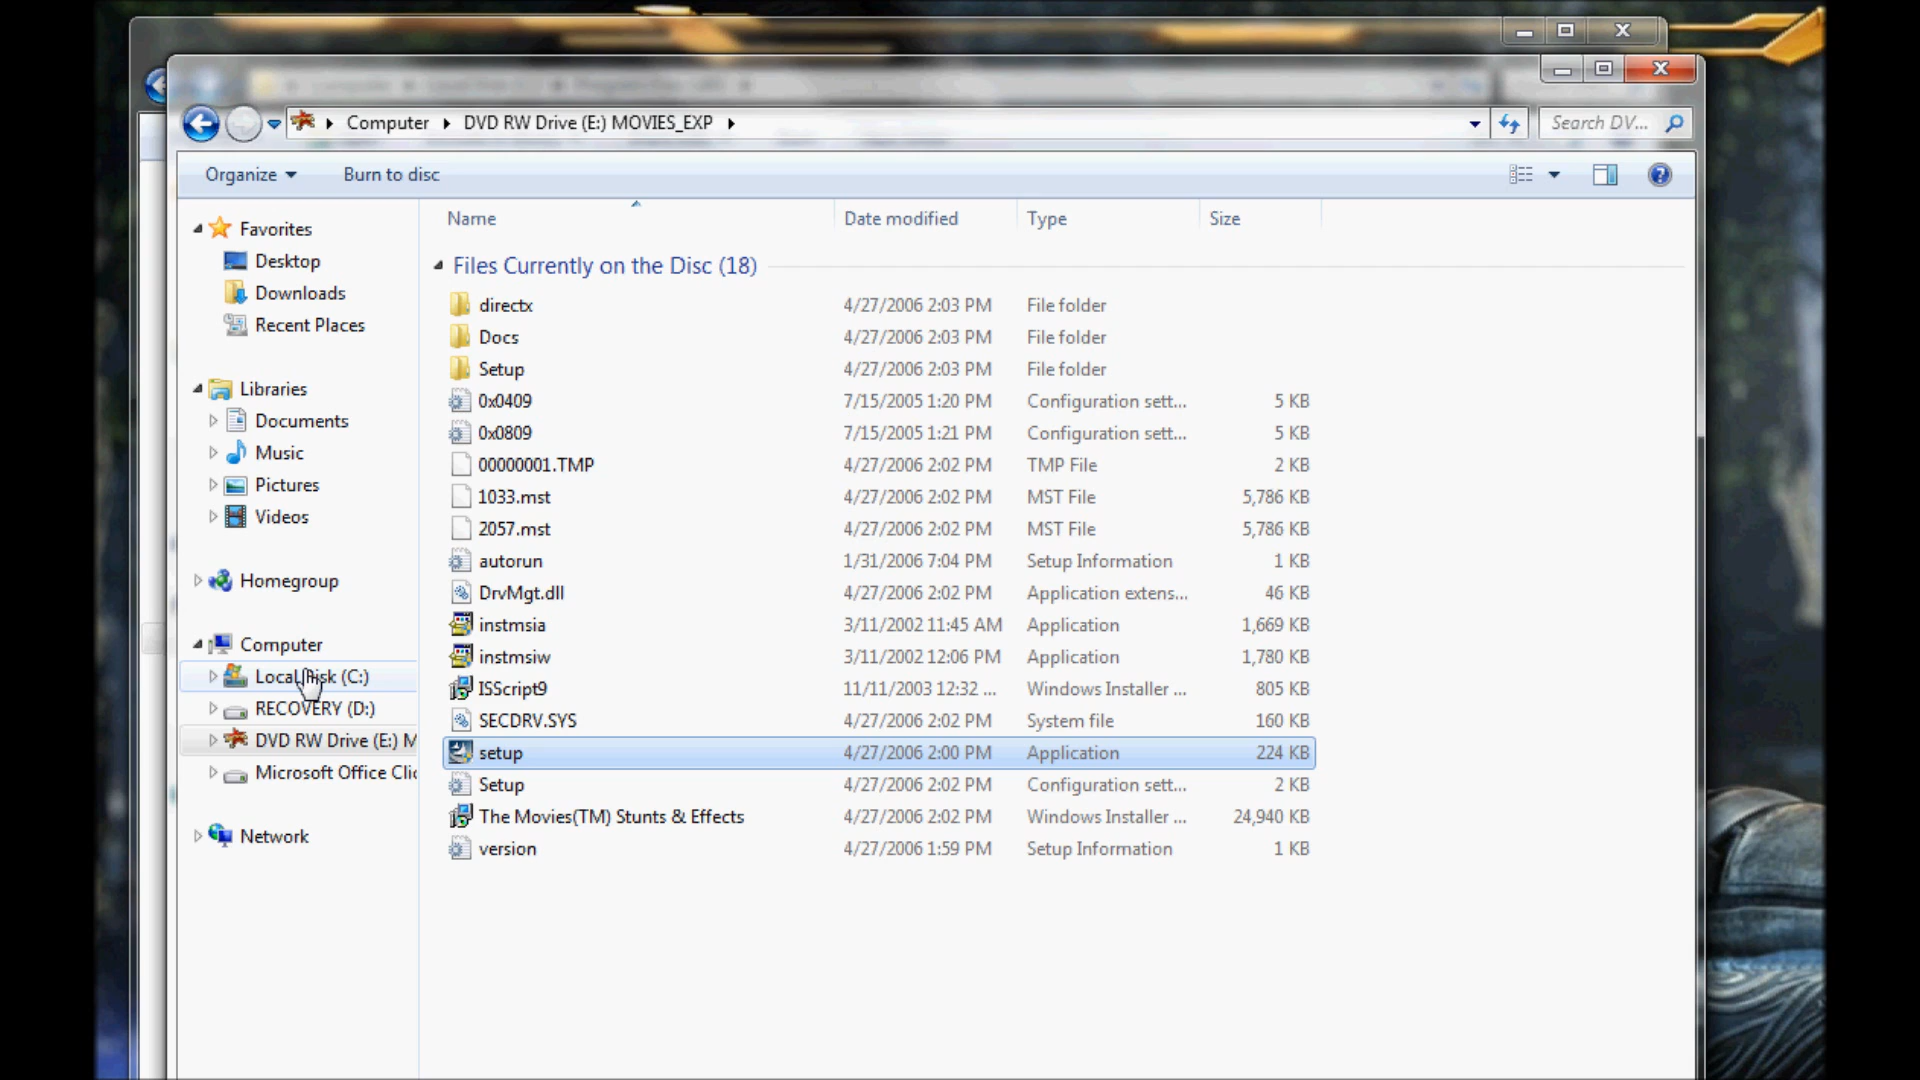 Computer DVD RW Drive (E:) MOVIES_EXP
Search DV...
Organize Burn to disc
Name Date modified Type Size
Favorites
Desktop
Downloads
Recent Places
Libraries
Documents
Music
Pictures
Videos
Homegroup
Computer
Local Disk (C:)
RECOVERY (D:)
DVD RW Drive (E:) M
Microsoft Office Clic
Network
Files Currently on the Disc (18)
directx 4/27/2006 2:03 PM File folder
Docs 4/27/2006 2:03 PM File folder
Setup 4/27/2006 2:03 PM File folder
0x0409 7/15/2005 1:20 PM Configuration sett... 5 KB
0x0809 7/15/2005 1:21 PM Configuration sett... 5 KB
00000001.TMP 4/27/2006 2:02 PM TMP File 2 KB
1033.mst 4/27/2006 2:02 PM MST File 5,786 KB
2057.mst 4/27/2006 2:02 PM MST File 5,786 KB
autorun 1/31/2006 7:04 PM Setup Information 1 KB
DrvMgt.dll 4/27/2006 2:02 PM Application extens... 46 KB
instmsia 3/11/2002 11:45 AM Application 1,669 KB
instmsiw 3/11/2002 12:06 PM Application 1,780 KB
ISScript9 11/11/2003 12:32 ... Windows Installer ... 805 KB
SECDRV.SYS 4/27/2006 2:02 PM System file 160 KB
setup 4/27/2006 2:00 PM Application 224 KB
Setup 4/27/2006 2:02 PM Configuration sett... 2 KB
The Movies(TM) Stunts & Effects 4/27/2006 2:02 PM Windows Installer ... 24,940 KB
version 4/27/2006 1:59 PM Setup Information 1 KB